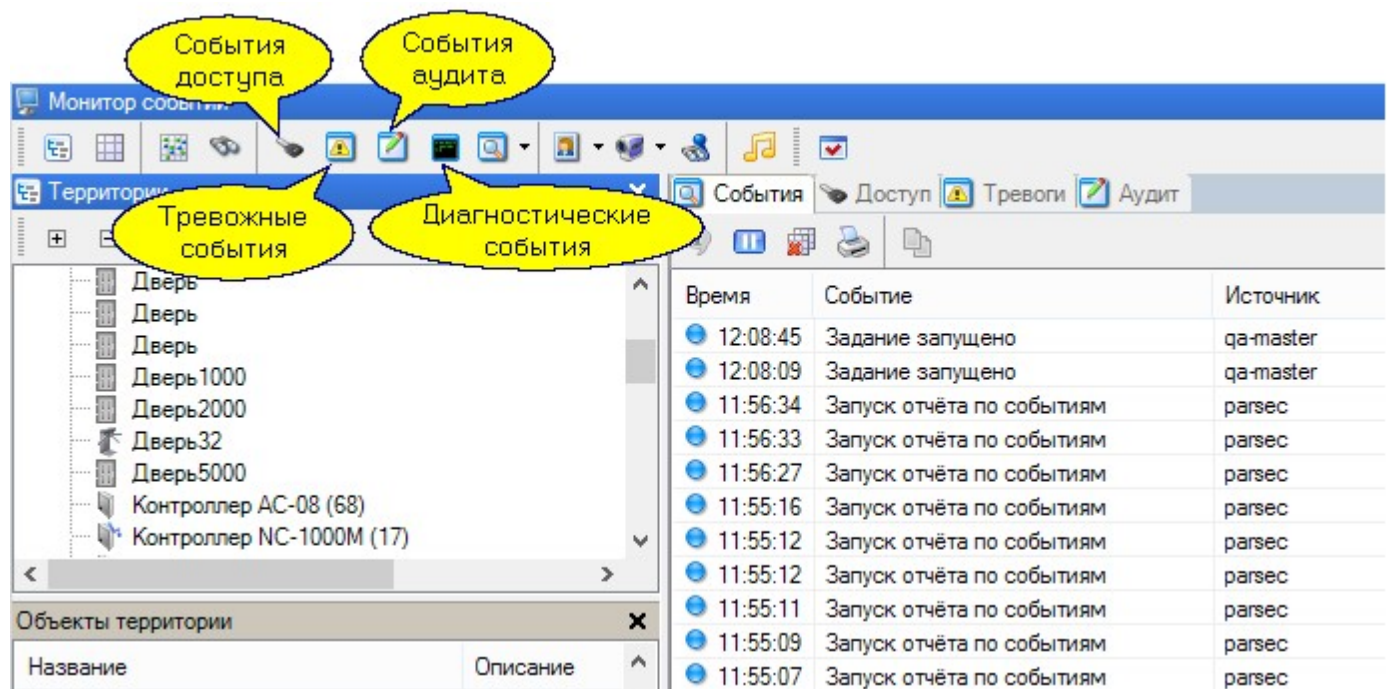 События
доступа
События
аудита
Монитор событий
Тревожные
события
Диагностические
события
Территории
События Доступ Тревоги Аудит
Дверь
Дверь
Дверь
Дверь1000
Дверь2000
Дверь32
Дверь5000
Контроллер AC-08 (68)
Контроллер NC-1000M (17)
Объекты территории
Название Описание
Время Событие Источник
12:08:45 Задание запущено qa-master
12:08:09 Задание запущено qa-master
11:56:34 Запуск отчёта по событиям parsec
11:56:33 Запуск отчёта по событиям parsec
11:56:27 Запуск отчёта по событиям parsec
11:55:16 Запуск отчёта по событиям parsec
11:55:12 Запуск отчёта по событиям parsec
11:55:12 Запуск отчёта по событиям parsec
11:55:11 Запуск отчёта по событиям parsec
11:55:09 Запуск отчёта по событиям parsec
11:55:07 Запуск отчёта по событиям parsec